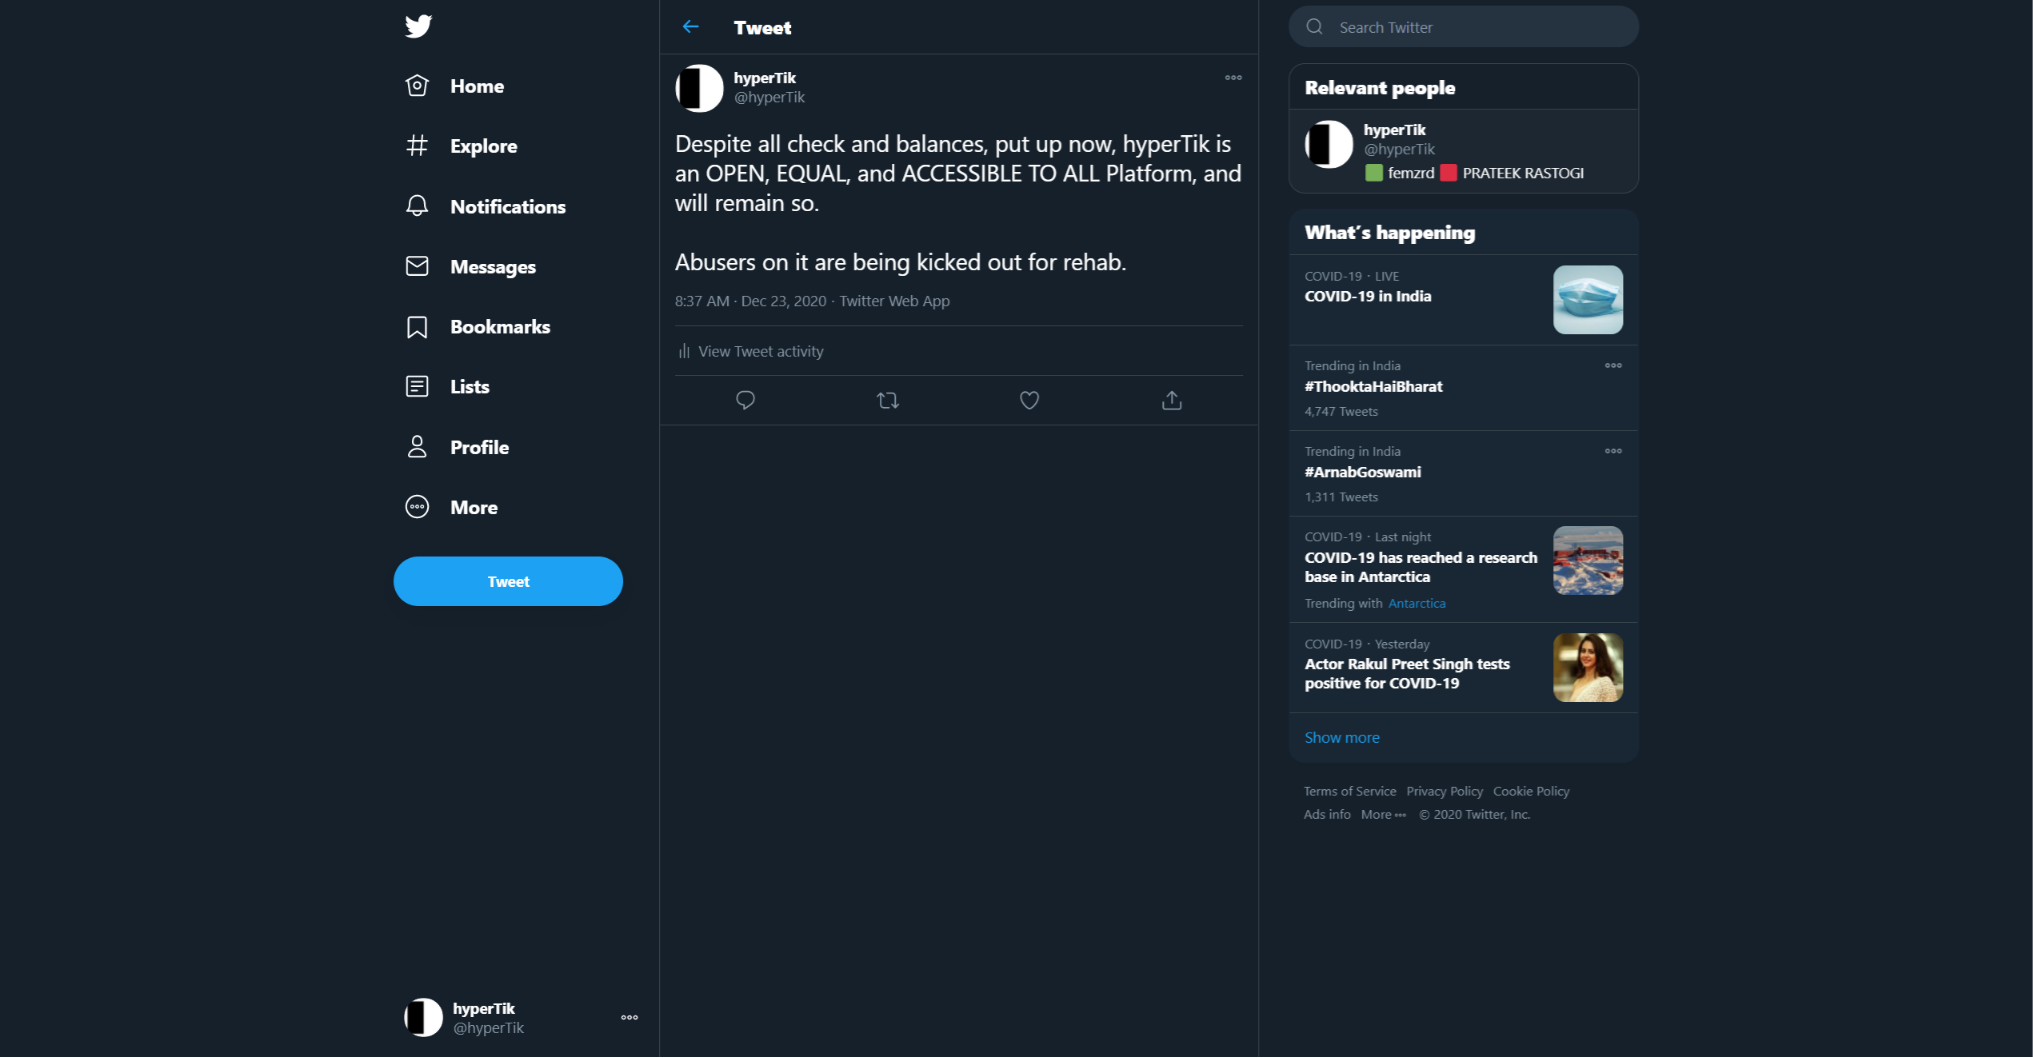 Home
Explore
Notifications
Messages
Bookmarks
Lists
Profile
More
Tweet
hyperTik
@hyperTik
Tweet
hyperTik
@hyperTik
Despite all check and balances, put up now, hyperTik is
an OPEN, EQUAL, and ACCESSIBLE TO ALL Platform, and
will remain so.
Abusers on it are being kicked out for rehab.
8:37 AM · Dec 23, 2020 · Twitter Web App
View Tweet activity
Search Twitter
Relevant people
hyperTik
@hyperTik
femzrd PRATEEK RASTOGI
What's happening
COVID-19 · LIVE
COVID-19 in India
Trending in India
#ThooktaHaiBharat
4,747 Tweets
Trending in India
#ArnabGoswami
1,311 Tweets
COVID-19 · Last night
COVID-19 has reached a research
base in Antarctica
Trending with Antarctica
COVID-19 · Yesterday
Actor Rakul Preet Singh tests
positive for COVID-19
Show more
Terms of Service Privacy Policy Cookie Policy
Ads info More ··· © 2020 Twitter, Inc.